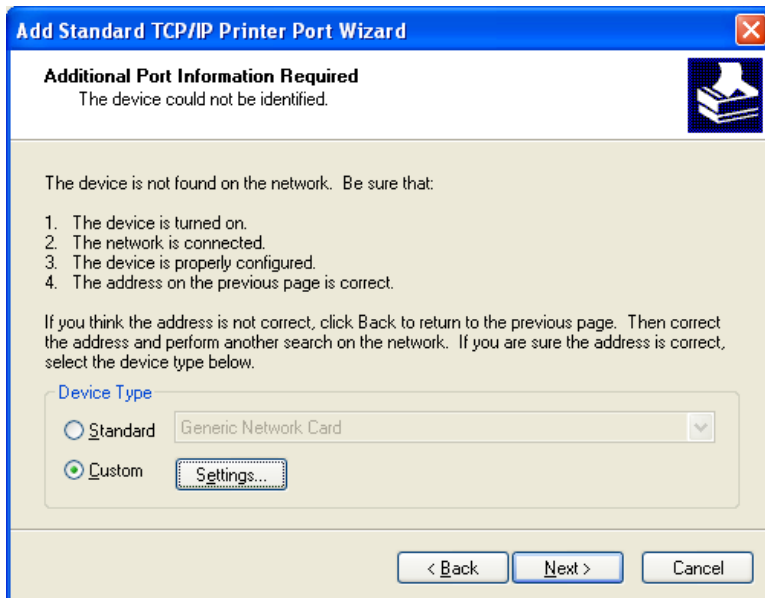 Add Standard TCP/IP Printer Port Wizard
Additional Port Information Required
The device could not be identified.
The device is not found on the network.  Be sure that:
1.  The device is turned on.
2.  The network is connected.
3.  The device is properly configured.
4.  The address on the previous page is correct.
If you think the address is not correct, click Back to return to the previous page.  Then correct
the address and perform another search on the network.  If you are sure the address is correct,
select the device type below.
Device Type
Standard Generic Network Card
Custom Settings...
< Back Next > Cancel